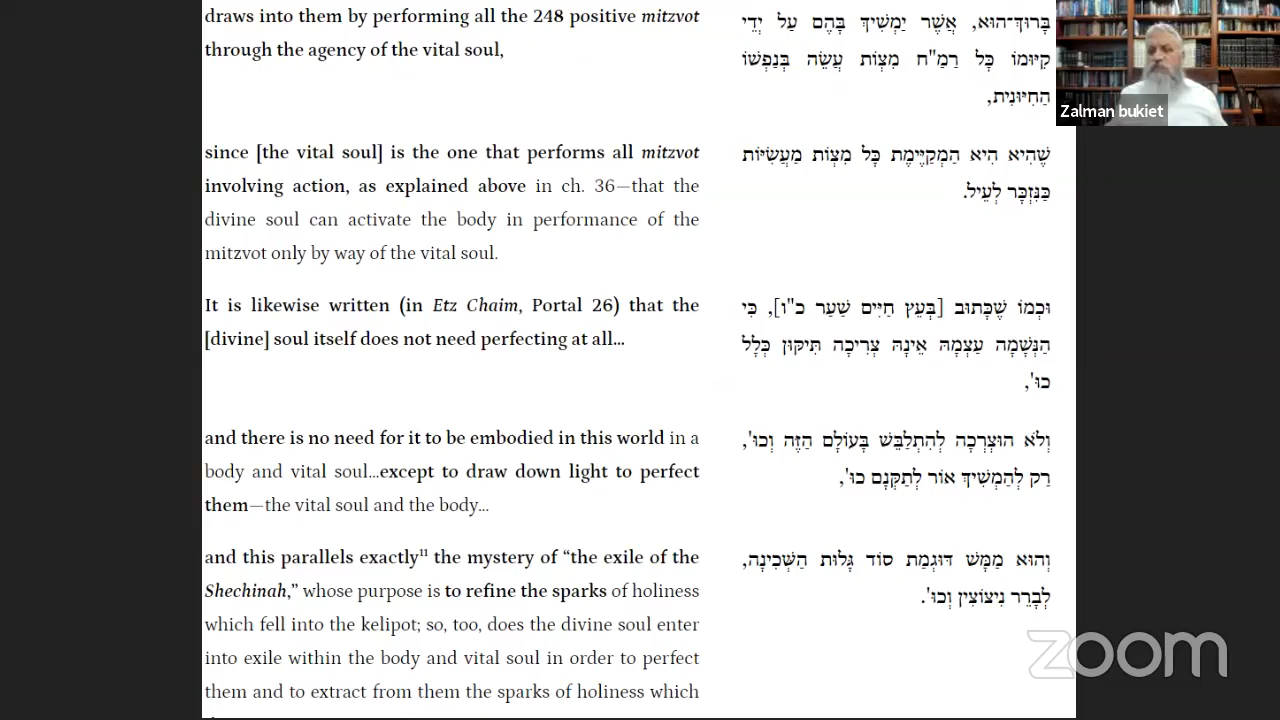 draws into them by performing all the 248 positive mitzvot
through the agency of the vital soul,
בָּרוּךְ־הוּא, אֲשֶׁר יַמְשִׁיךְ בָּהֶם עַל יְדֵי
קִיּוּמוֹ כָּל רַמַ"ח מִצְוֹת עֲשֵׂה בְּנַפְשׁוֹ
הַחִיּוּנִית,
Zalman bukiet
since [the vital soul] is the one that performs all mitzvot
involving action, as explained above in ch. 36—that the
divine soul can activate the body in performance of the
mitzvot only by way of the vital soul.
שֶׁהִיא הִיא הַמְקַיֶּימֶת כָּל מִצְוֹת מַעֲשִׂיּוֹת
כַּנִּזְכָּר לְעֵיל.
It is likewise written (in Etz Chaim, Portal 26) that the
[divine] soul itself does not need perfecting at all...
וּכְמוֹ שֶׁכָּתוּב [בְּעֵץ חַיִּים שַׁעַר כ"ו], כִּי
הַנְּשָׁמָה עַצְמָהּ אֵינָהּ צְרִיכָה תִּיקּוּן כְּלָל
כוּ',
and there is no need for it to be embodied in this world in a
body and vital soul...except to draw down light to perfect
them—the vital soul and the body...
וְלֹא הוּצְרְכָה לְהִתְלַבֵּשׁ בָּעוֹלָם הַזֶּה וְכוּ',
רַק לְהַמְשִׁיךְ אוֹר לְתַקְּנָם כוּ',
and this parallels exactly¹¹ the mystery of “the exile of the
Shechinah,” whose purpose is to refine the sparks of holiness
which fell into the kelipot; so, too, does the divine soul enter
into exile within the body and vital soul in order to perfect
them and to extract from them the sparks of holiness which
וְהוּא מַמָּשׁ דּוּגְמַת סוֹד גָּלוּת הַשְּׁכִינָה,
לְבָרֵר נִיצוֹצִין וְכוּ'.
zoom